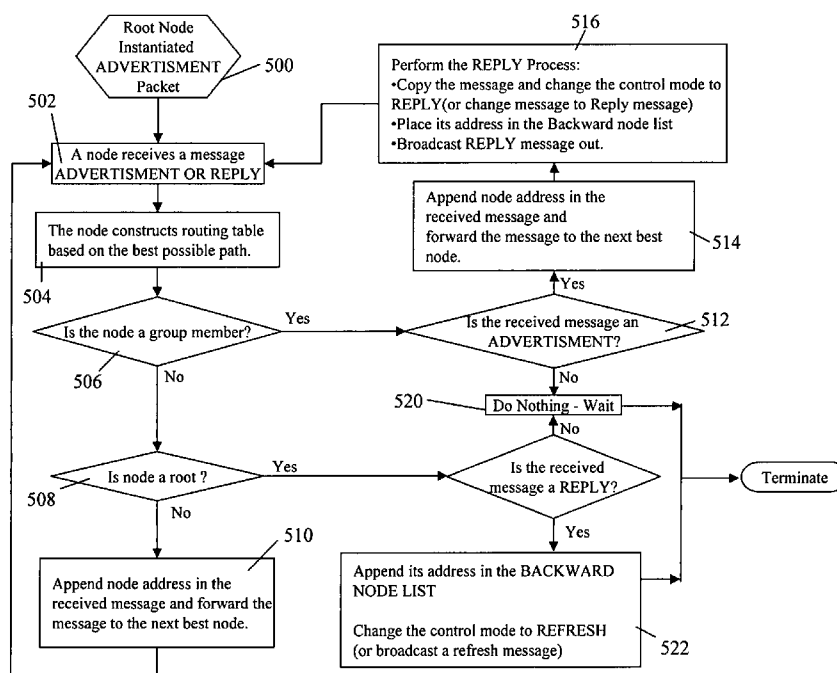 Root Node
Instantiated
ADVERTISMENT
Packet
500
502
A node receives a message
ADVERTISMENT OR REPLY
The node constructs routing table
based on the best possible path.
504
Is the node a group member?
506
Yes
No
Is node a root ?
508
Yes
No
510
Append node address in the
received message and forward the
message to the next best node.
516
Perform the REPLY Process:
•Copy the message and change the control mode to
REPLY(or change message to Reply message)
•Place its address in the Backward node list
•Broadcast REPLY message out.
Append node address in the
received message and
forward the message to the next best
node.
514
Yes
Is the received message an
ADVERTISMENT?
512
No
520
Do Nothing - Wait
No
Is the received
message a REPLY?
Yes
Terminate
Append its address in the BACKWARD
NODE LIST
Change the control mode to REFRESH
(or broadcast a refresh message)
522